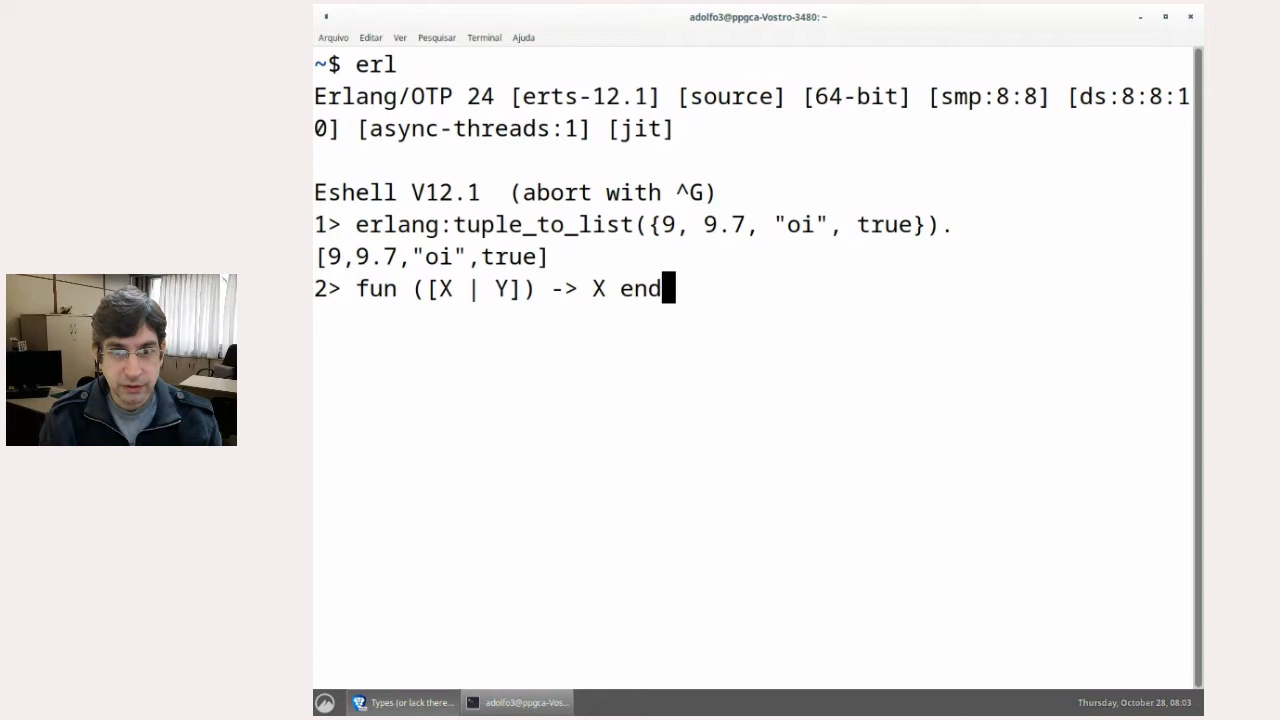 adolfo3@ppgca-Vostro-3480: ~
Arquivo Editar Ver Pesquisar Terminal Ajuda
~$ erl
Erlang/OTP 24 [erts-12.1] [source] [64-bit] [smp:8:8] [ds:8:8:1
0] [async-threads:1] [jit]
Eshell V12.1  (abort with ^G)
1> erlang:tuple_to_list({9, 9.7, "oi", true}).
[9,9.7,"oi",true]
2> fun ([X | Y]) -> X end
Types (or lack there... adolfo3@ppgca-Vos... Thursday, October 28, 08:03